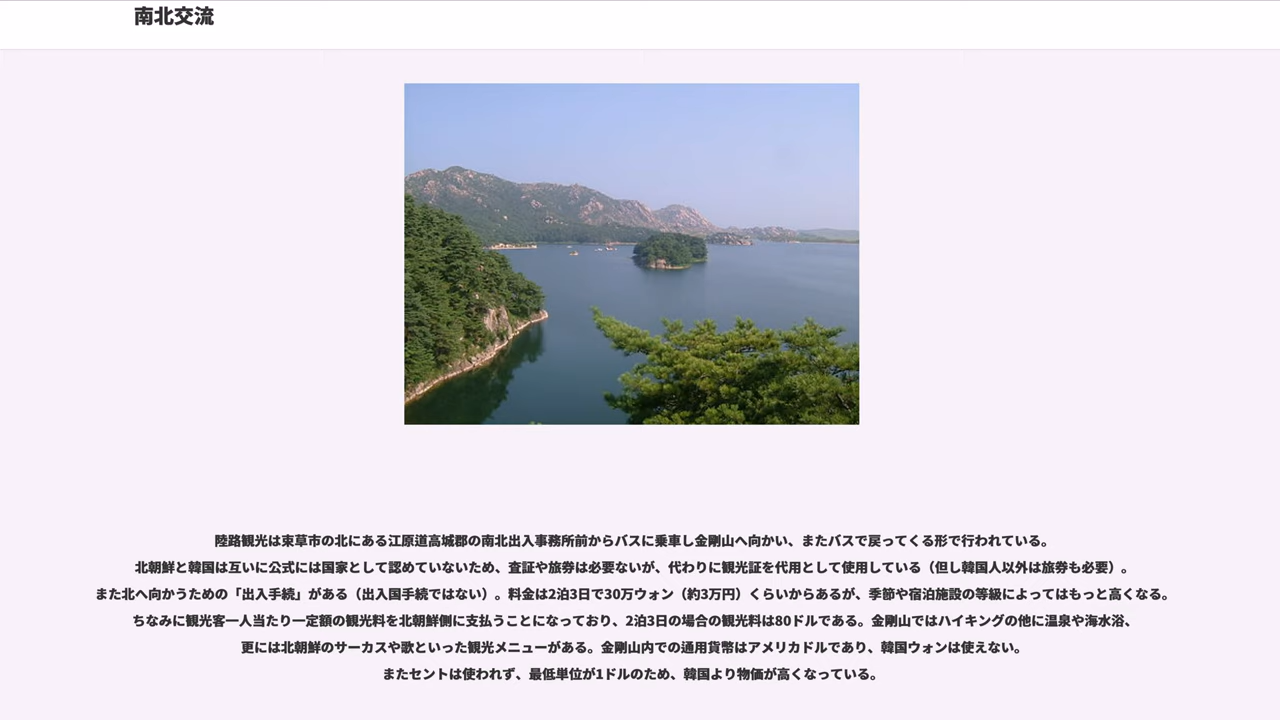 南北交流
陸路観光は束草市の北にある江原道高城郡の南北出入事務所前からバスに乗車し金剛山へ向かい、またバスで戻ってくる形で行われている。
北朝鮮と韓国は互いに公式には国家として認めていないため、査証や旅券は必要ないが、代わりに観光証を代用として使用している（但し韓国人以外は旅券も必要）。
また北へ向かうための「出入手続」がある（出入国手続ではない）。料金は2泊3日で30万ウォン（約3万円）くらいからあるが、季節や宿泊施設の等級によってはもっと高くなる。
ちなみに観光客一人当たり一定額の観光料を北朝鮮側に支払うことになっており、2泊3日の場合の観光料は80ドルである。金剛山ではハイキングの他に温泉や海水浴、
更には北朝鮮のサーカスや歌といった観光メニューがある。金剛山内での通用貨幣はアメリカドルであり、韓国ウォンは使えない。
またセントは使われず、最低単位が1ドルのため、韓国より物価が高くなっている。